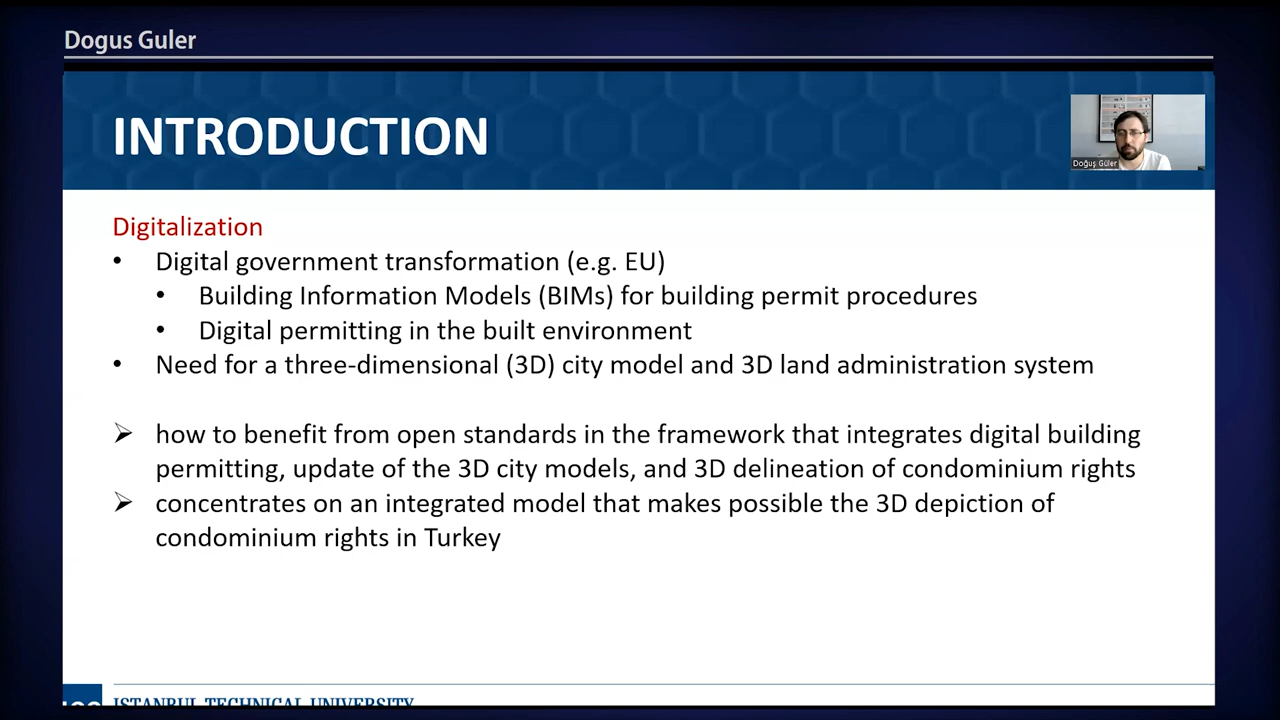 Dogus Guler
INTRODUCTION
Doğuş Güler
Digitalization
• Digital government transformation (e.g. EU)
• Building Information Models (BIMs) for building permit procedures
• Digital permitting in the built environment
• Need for a three-dimensional (3D) city model and 3D land administration system
➢ how to benefit from open standards in the framework that integrates digital building
permitting, update of the 3D city models, and 3D delineation of condominium rights
➢ concentrates on an integrated model that makes possible the 3D depiction of
condominium rights in Turkey
ISTANBUL TECHNICAL UNIVERSITY